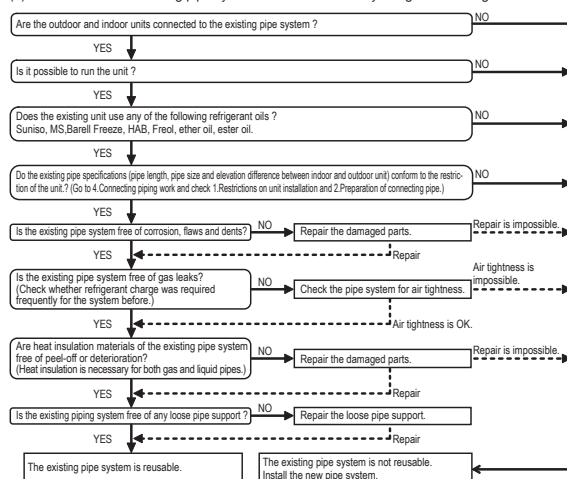 Are the outdoor and indoor units connected to the existing pipe system ?
NO
YES
Is it possible to run the unit ?
NO
YES
Does the existing unit use any of the following refrigerant oils ?
Suniso, MS,Barell Freeze, HAB, Freol, ether oil, ester oil.
NO
YES
Do the existing pipe specifications (pipe length, pipe size and elevation difference between indoor and outdoor unit) conform to the restric-
tion of the unit.? (Go to 4.Connecting piping work and check 1.Restrictions on unit installation and 2.Preparation of connecting pipe.)
NO
YES
Is the existing pipe system free of corrosion, flaws and dents?
NO
Repair the damaged parts.
Repair is impossible.
YES
Repair
Is the existing pipe system free of gas leaks?
(Check whether refrigerant charge was required
frequently for the system before.)
NO
Check the pipe system for air tightness.
Air tightness is
impossible.
YES
Air tightness is OK.
Are heat insulation materials of the existing pipe system
free of peel-off or deterioration?
(Heat insulation is necessary for both gas and liquid pipes.)
NO
Repair the damaged parts.
Repair is impossible.
YES
Repair
Is the existing piping system free of any loose pipe support ?
NO
Repair the loose pipe support.
YES
Repair
The existing pipe system is reusable.
The existing pipe system is not reusable.
Install the new pipe system.